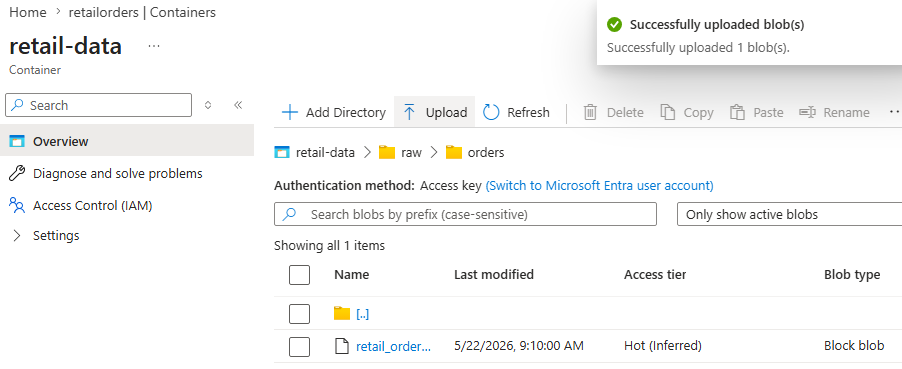 Home > retailorders | Containers
retail-data ...
Container
Successfully uploaded blob(s)
Successfully uploaded 1 blob(s).
Search
Add Directory Upload Refresh Delete Copy Paste Rename ...
Overview
Diagnose and solve problems
Access Control (IAM)
Settings
retail-data > raw > orders
Authentication method: Access key (Switch to Microsoft Entra user account)
Search blobs by prefix (case-sensitive) Only show active blobs
Showing all 1 items
Name Last modified Access tier Blob type
[..]
retail_order... 5/22/2026, 9:10:00 AM Hot (Inferred) Block blob